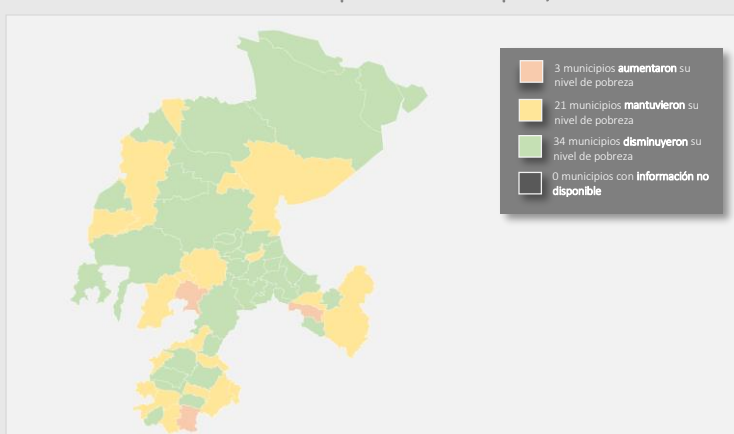 3 municipios aumentaron su
nivel de pobreza
21 municipios mantuvieron su
nivel de pobreza
34 municipios disminuyeron su
nivel de pobreza
0 municipios con información no
disponible